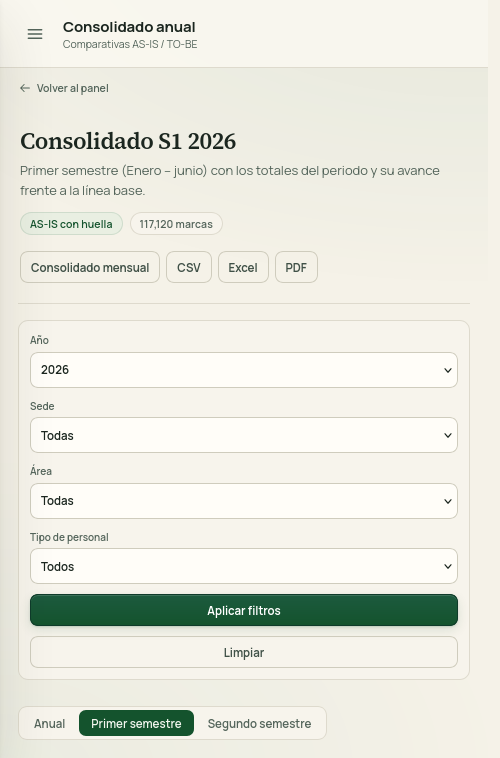 Consolidado anual
Comparativas AS-IS / TO-BE
← Volver al panel
Consolidado S1 2026
Primer semestre (Enero – junio) con los totales del periodo y su avance
frente a la línea base.
AS-IS con huella
117,120 marcas
Consolidado mensual
CSV
Excel
PDF
Año
2026
Sede
Todas
Área
Todas
Tipo de personal
Todos
Aplicar filtros
Limpiar
Anual
Primer semestre
Segundo semestre